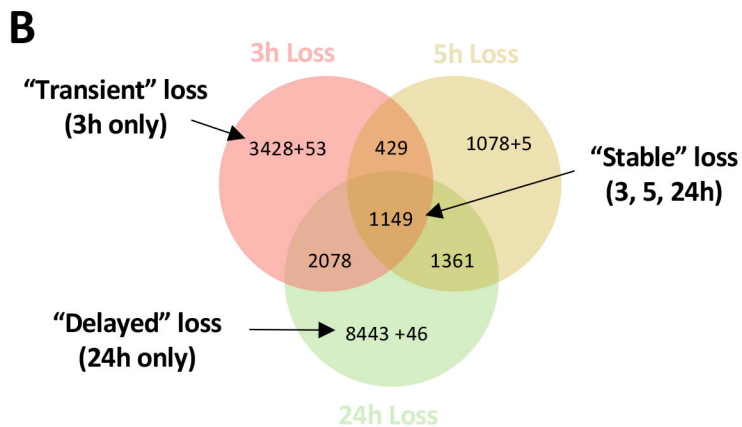 B
3h Loss
5h Loss
“Transient” loss
(3h only)
3428+53
429
1078+5
“Stable” loss
(3, 5, 24h)
1149
2078
1361
“Delayed” loss
(24h only)
8443 +46
24h Loss